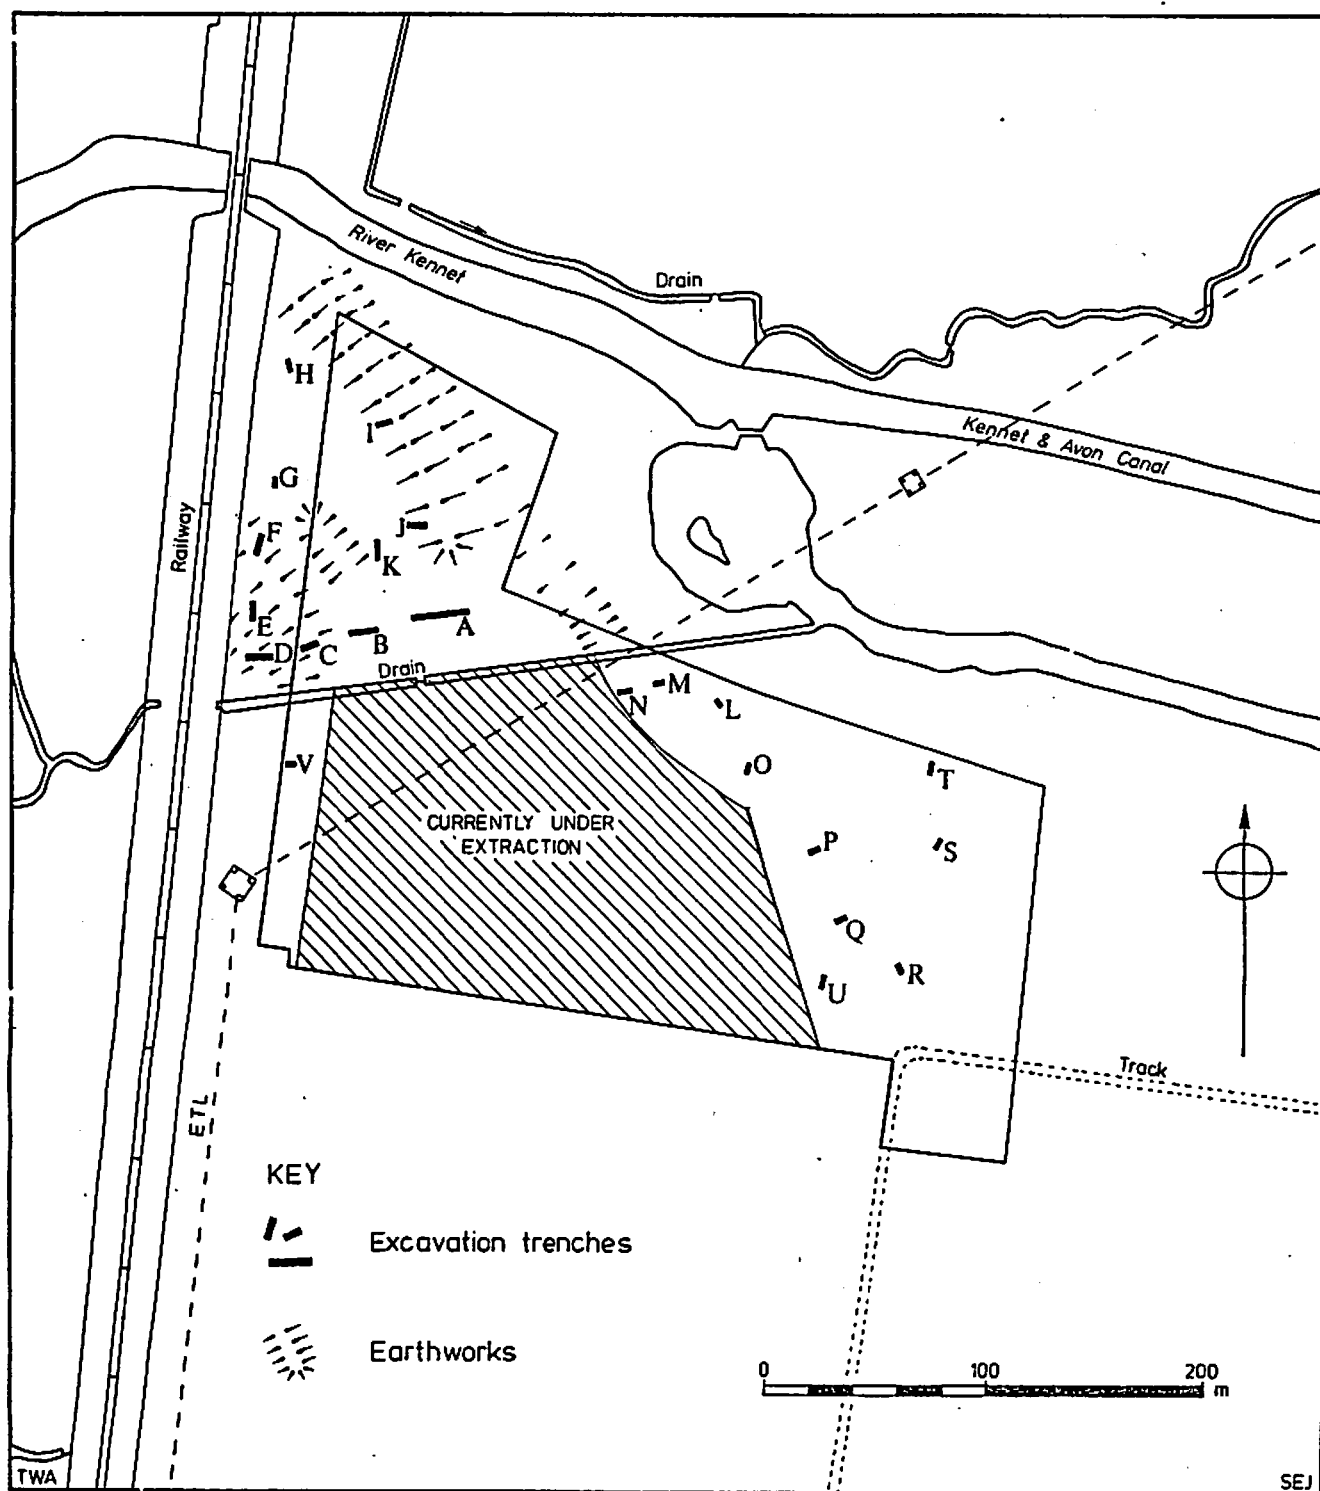 River Kennet
Drain
Kennet & Avon Canal
H
I
G
Railway
F
J
K
E
A
B
C
D
Drain
M
N
L
V
O
T
CURRENTLY UNDER
EXTRACTION
P
S
Q
R
U
Track
ETL
KEY
Excavation trenches
Earthworks
0 100 200
m
TWA
SEJ